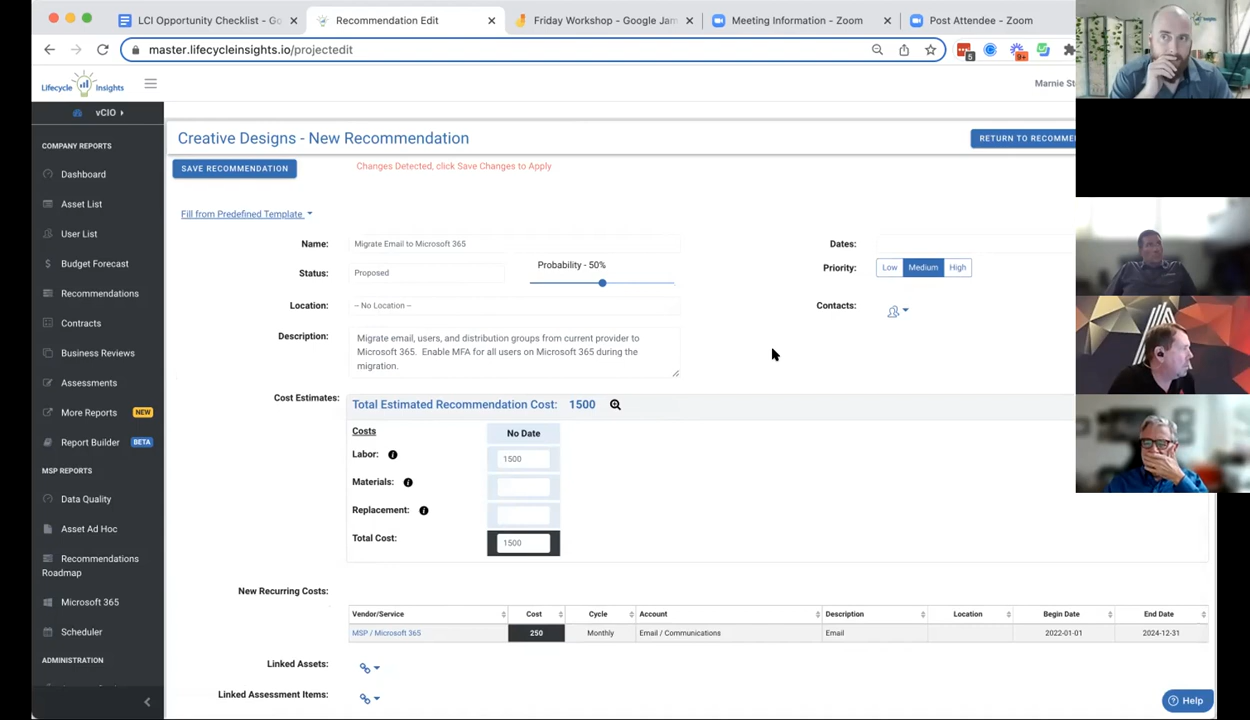 LCI Opportunity Checklist - Go
Recommendation Edit
Friday Workshop - Google Jam
Meeting Information - Zoom
Post Attendee - Zoom
master.lifecycleinsights.io/projectedit
5
9+
Lifecycle Insights
Marnie St
vCIO
COMPANY REPORTS
Dashboard
Asset List
User List
Budget Forecast
Recommendations
Contracts
Business Reviews
Assessments
More Reports NEW
Report Builder BETA
MSP REPORTS
Data Quality
Asset Ad Hoc
Recommendations
Roadmap
Microsoft 365
Scheduler
ADMINISTRATION
Creative Designs - New Recommendation
RETURN TO RECOMME
SAVE RECOMMENDATION
Changes Detected, click Save Changes to Apply
Fill from Predefined Template
Name: Migrate Email to Microsoft 365
Dates:
Status: Proposed
Probability - 50%
Priority: Low Medium High
Location: -- No Location --
Contacts:
Description: Migrate email, users, and distribution groups from current provider to
Microsoft 365. Enable MFA for all users on Microsoft 365 during the
migration.
Cost Estimates: Total Estimated Recommendation Cost: 1500
Costs No Date
Labor: 1500
Materials:
Replacement:
Total Cost: 1500
New Recurring Costs:
Vendor/Service Cost Cycle Account Description Location Begin Date End Date
MSP / Microsoft 365 250 Monthly Email / Communications Email 2022-01-01 2024-12-31
Linked Assets:
Linked Assessment Items:
Help